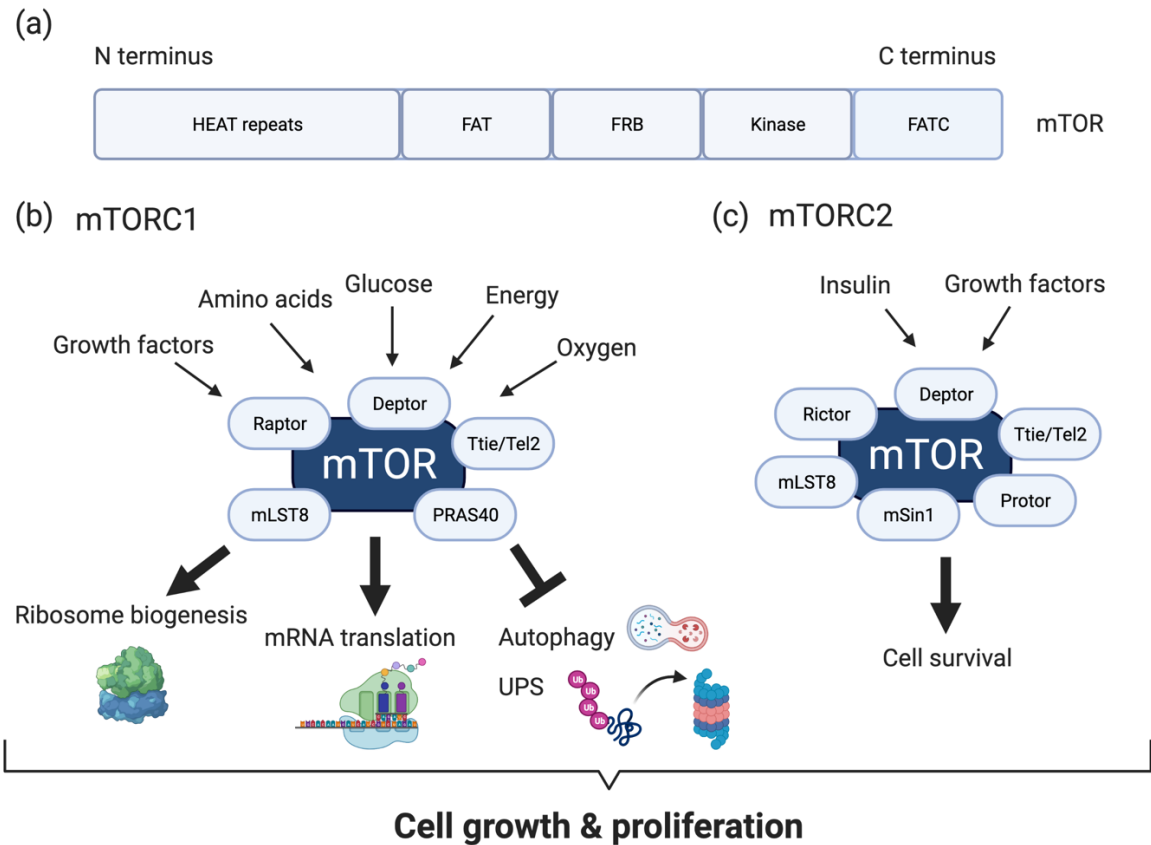 (a)
N terminus
C terminus
HEAT repeats
FAT
FRB
Kinase
FATC
mTOR
(b) mTORC1
Growth factors
Amino acids
Glucose
Energy
Oxygen
Raptor
Deptor
Ttie/Tel2
mTOR
mLST8
PRAS40
Ribosome biogenesis
mRNA translation
Autophagy
UPS
Ub
Ub
Ub
Ub
(c) mTORC2
Insulin
Growth factors
Rictor
Deptor
Ttie/Tel2
mTOR
mLST8
mSin1
Protor
Cell survival
Cell growth & proliferation